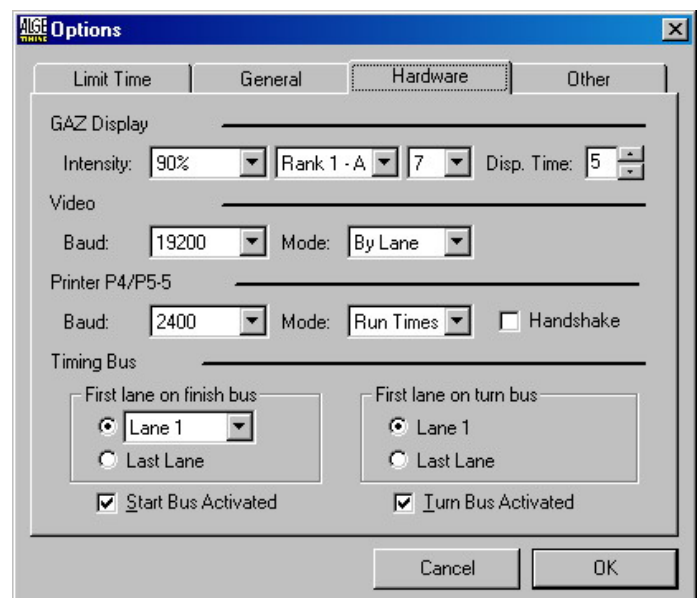 ALGE TIMING Options
Limit Time General Hardware Other
GAZ Display
Intensity: 90% Rank 1 - A 7 Disp. Time: 5
Video
Baud: 19200 Mode: By Lane
Printer P4/P5-5
Baud: 2400 Mode: Run Times Handshake
Timing Bus
First lane on finish bus First lane on turn bus
Lane 1 Lane 1
Last Lane Last Lane
Start Bus Activated Turn Bus Activated
Cancel OK